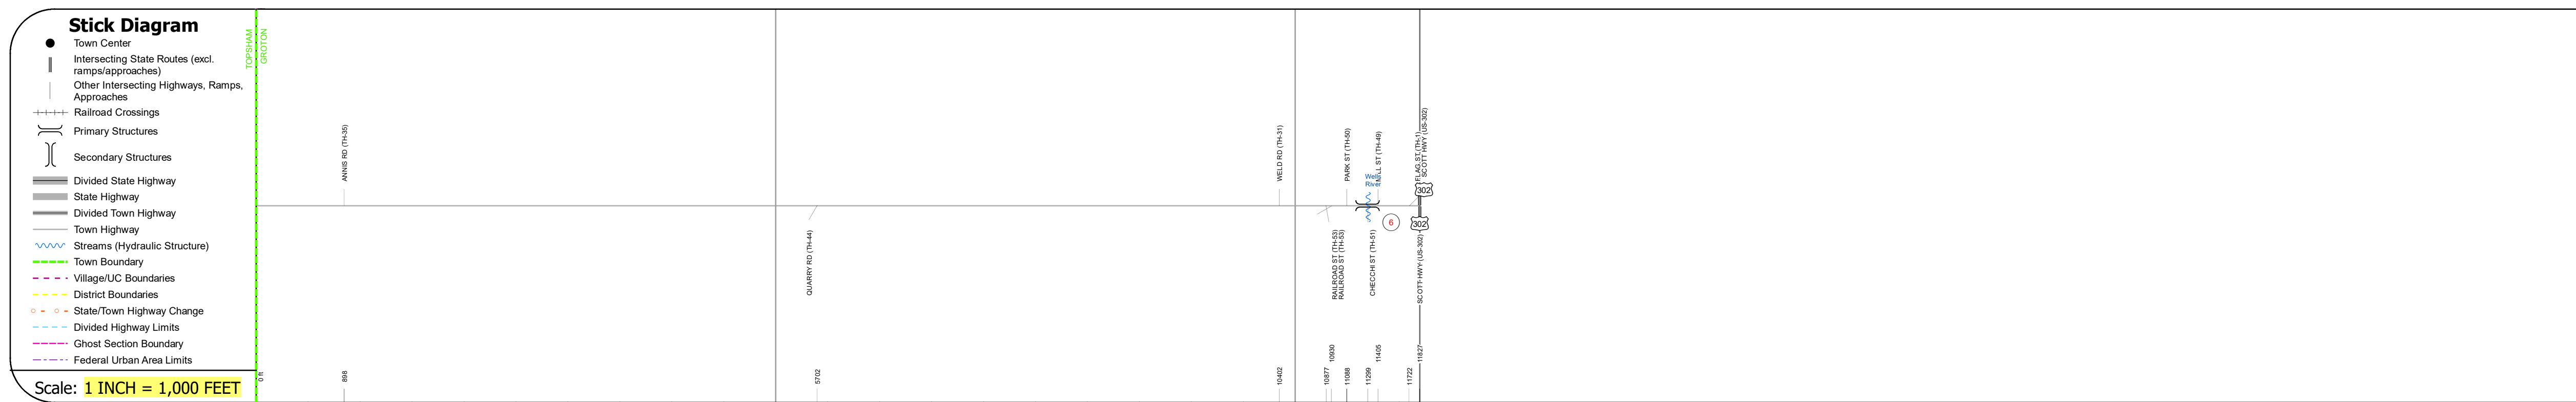 Stick Diagram
Town Center
Intersecting State Routes (excl.
ramps/approaches)
Other Intersecting Highways, Ramps,
Approaches
Railroad Crossings
Primary Structures
Secondary Structures
Divided State Highway
State Highway
Divided Town Highway
Town Highway
Streams (Hydraulic Structure)
Town Boundary
Village/UC Boundaries
District Boundaries
State/Town Highway Change
Divided Highway Limits
Ghost Section Boundary
Federal Urban Area Limits
Scale: 1 INCH = 1,000 FEET
TOPSHAM
GROTON
ANNIS RD (TH-35)
QUARRY RD (TH-44)
WELD RD (TH-31)
RAILROAD ST (TH-53)
RAILROAD ST (TH-53)
PARK ST (TH-50)
Wells
River
CHECCHI ST (TH-51)
ST (TH-49)
6
FLAG ST (TH-1)
SCOTT HWY (US-302)
302
302
SCOTT HWY (US-302)
0 ft
898
5702
10402
10877
10930
11088
11299
11405
11722
11827